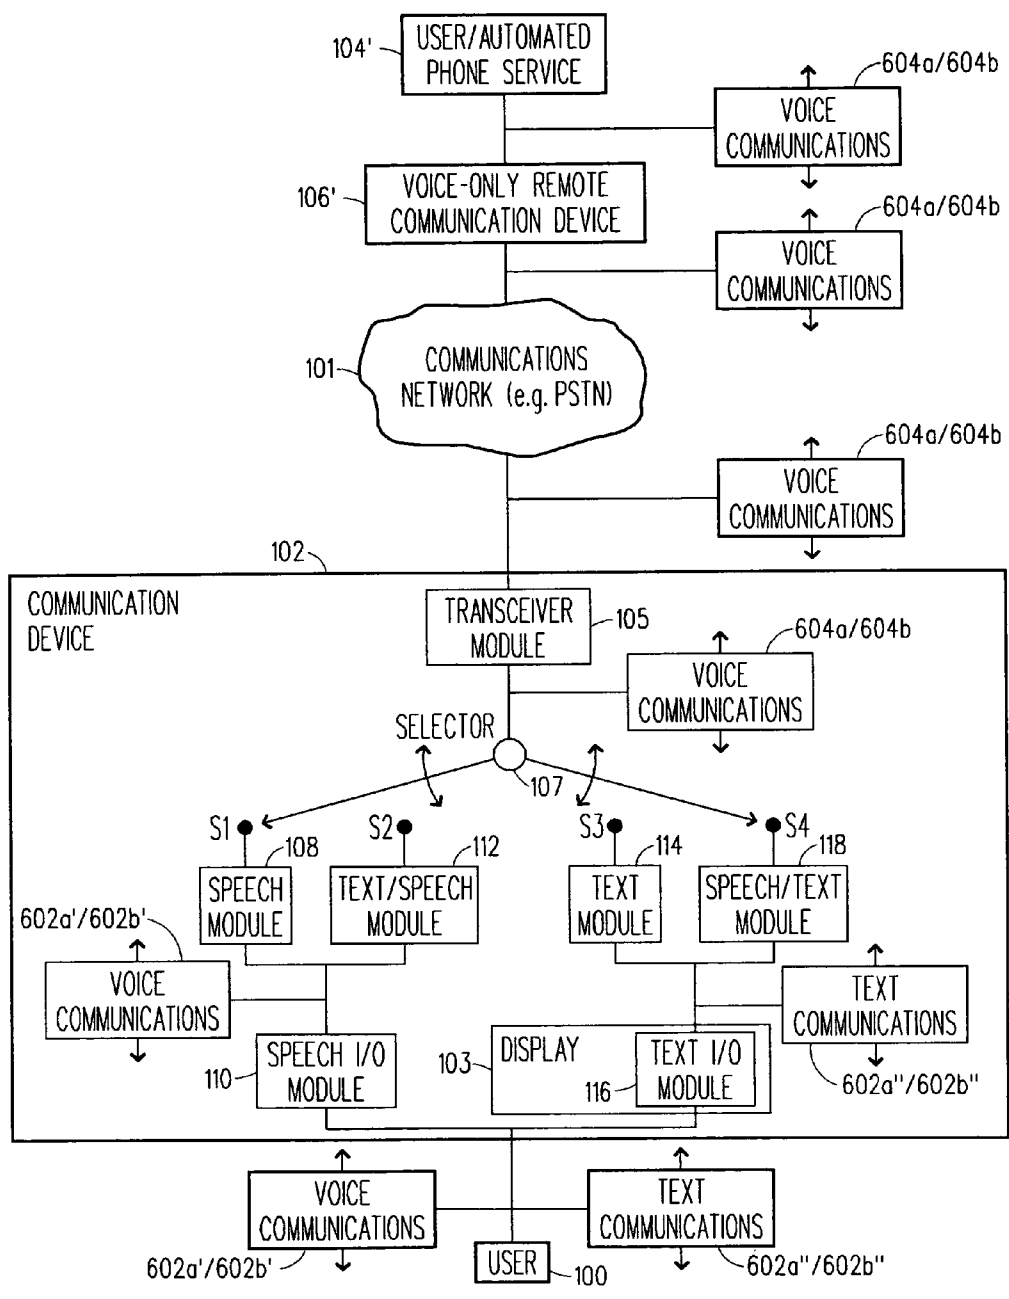 USER/AUTOMATED
PHONE SERVICE
104'
604a/604b
VOICE
COMMUNICATIONS
VOICE-ONLY REMOTE
COMMUNICATION DEVICE
106'
604a/604b
VOICE
COMMUNICATIONS
COMMUNICATIONS
NETWORK (e.g. PSTN)
101
604a/604b
VOICE
COMMUNICATIONS
102
COMMUNICATION
DEVICE
TRANSCEIVER
MODULE
105
604a/604b
VOICE
COMMUNICATIONS
SELECTOR
107
S1
S2
S3
S4
108
112
114
118
SPEECH
MODULE
TEXT/SPEECH
MODULE
TEXT
MODULE
SPEECH/TEXT
MODULE
602a'/602b'
VOICE
COMMUNICATIONS
TEXT
COMMUNICATIONS
602a"/602b"
110
SPEECH I/O
MODULE
103
DISPLAY
TEXT I/O
MODULE
116
VOICE
COMMUNICATIONS
602a'/602b'
TEXT
COMMUNICATIONS
602a"/602b"
USER
100